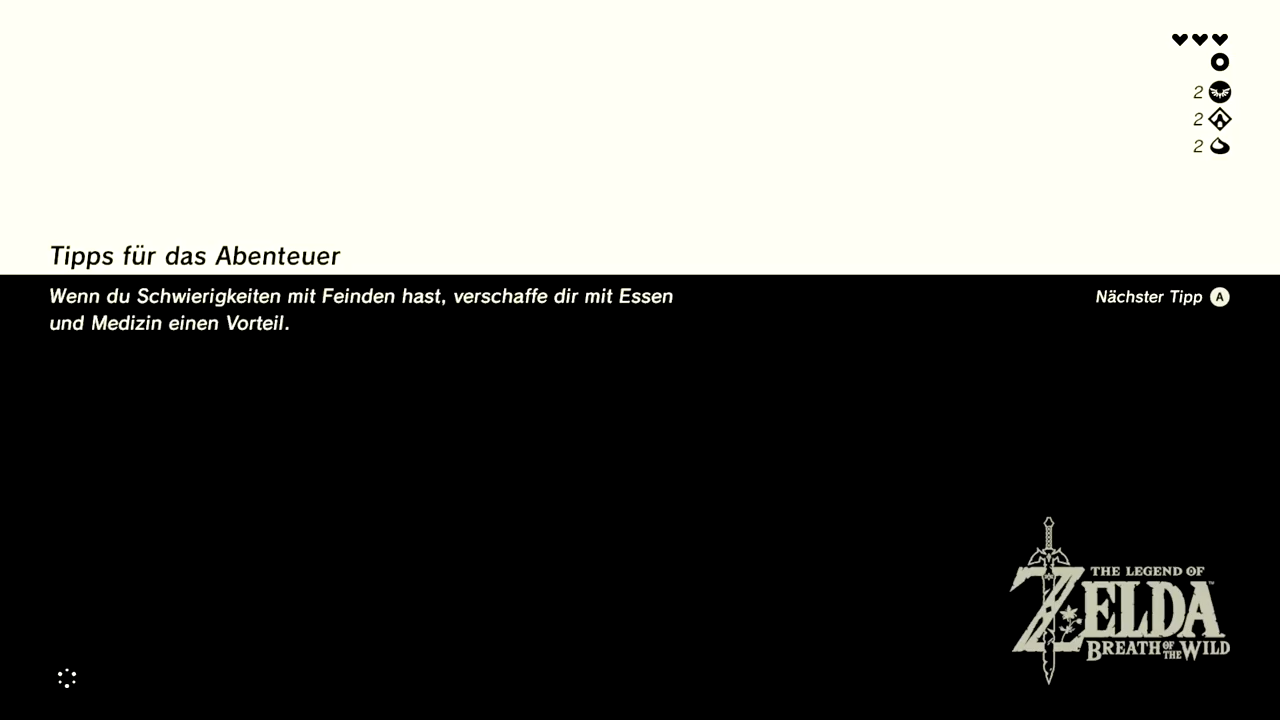 2
2
2
Tipps für das Abenteuer
Wenn du Schwierigkeiten mit Feinden hast, verschaffe dir mit Essen
und Medizin einen Vorteil.
Nächster Tipp A
THE LEGEND OF
ZELDA
BREATH OF THE WILD